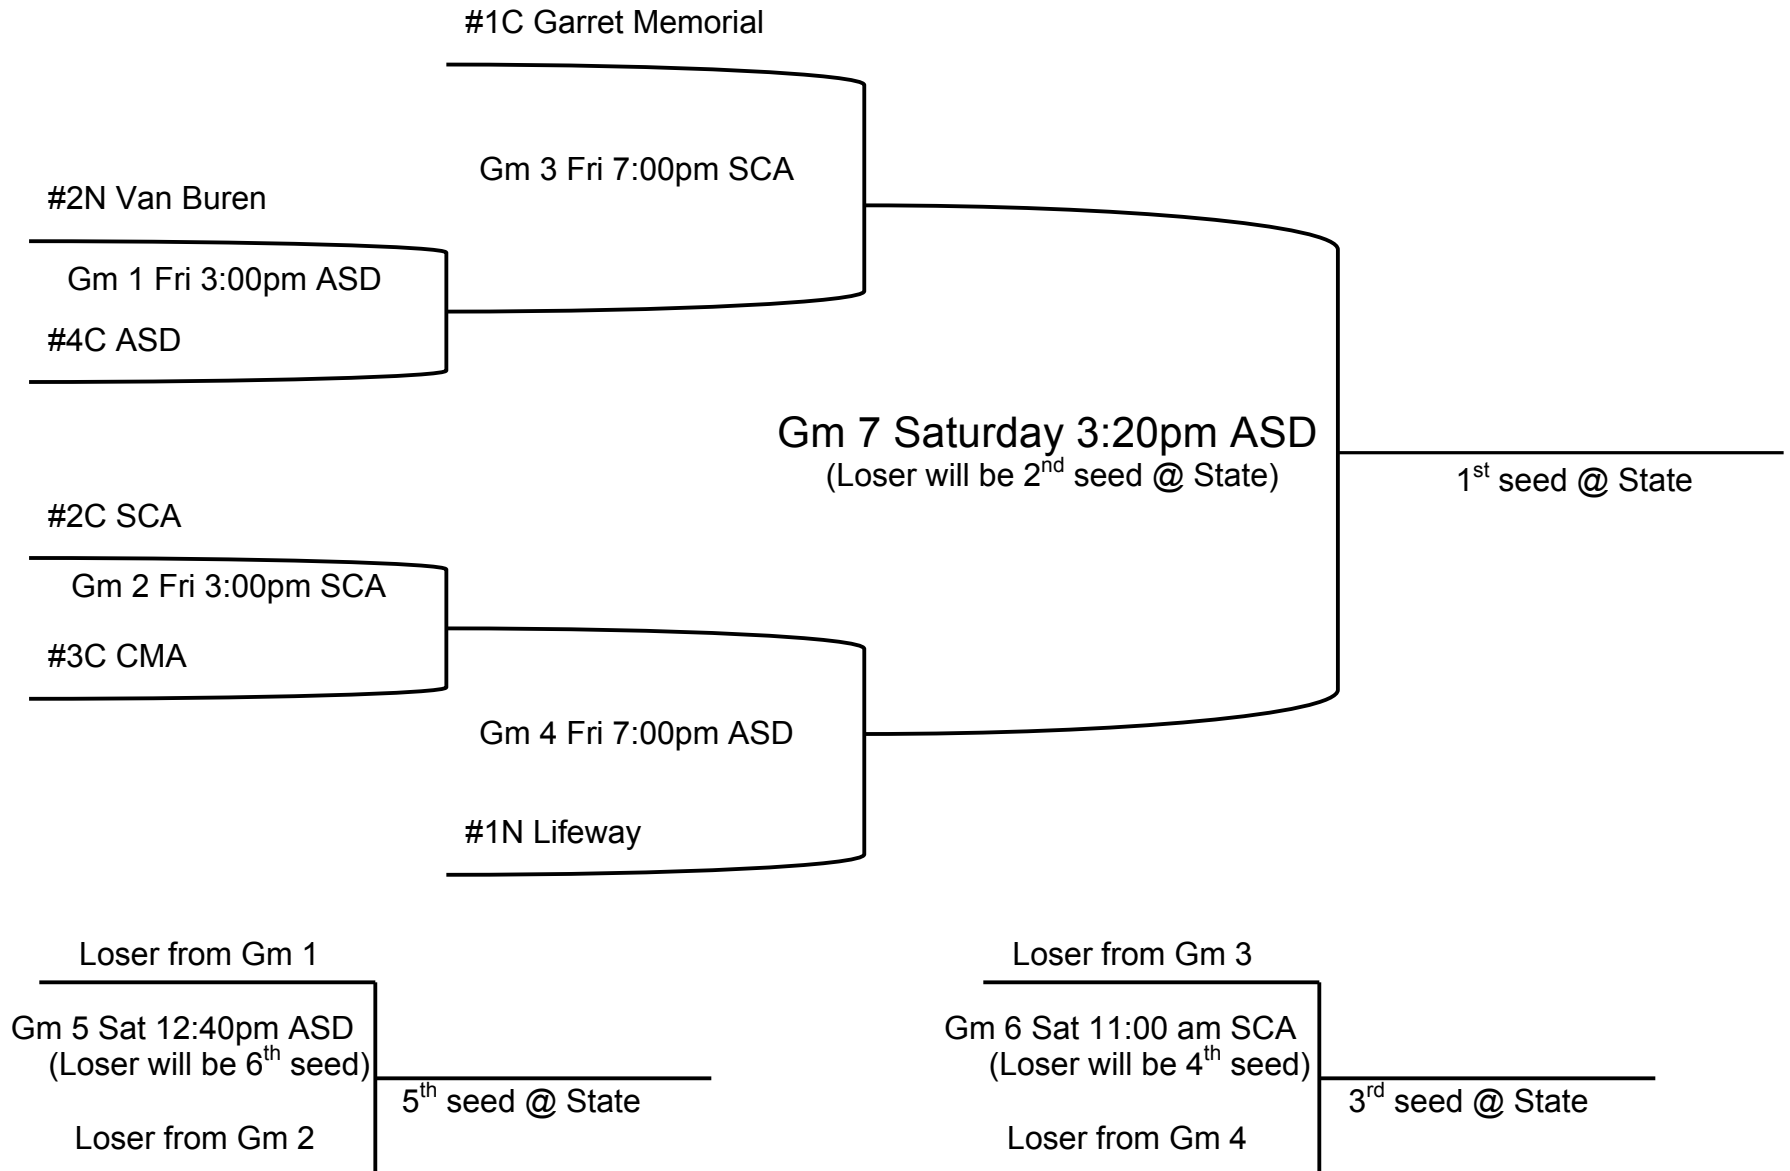 #1C Garret Memorial
Gm 3 Fri 7:00pm SCA
#2N Van Buren
Gm 1 Fri 3:00pm ASD
#4C ASD
Gm 7 Saturday 3:20pm ASD
(Loser will be 2nd seed @ State)
1st seed @ State
#2C SCA
Gm 2 Fri 3:00pm SCA
#3C CMA
Gm 4 Fri 7:00pm ASD
#1N Lifeway
Loser from Gm 1
Gm 5 Sat 12:40pm ASD
(Loser will be 6th seed)
5th seed @ State
Loser from Gm 2
Loser from Gm 3
Gm 6 Sat 11:00 am SCA
(Loser will be 4th seed)
3rd seed @ State
Loser from Gm 4